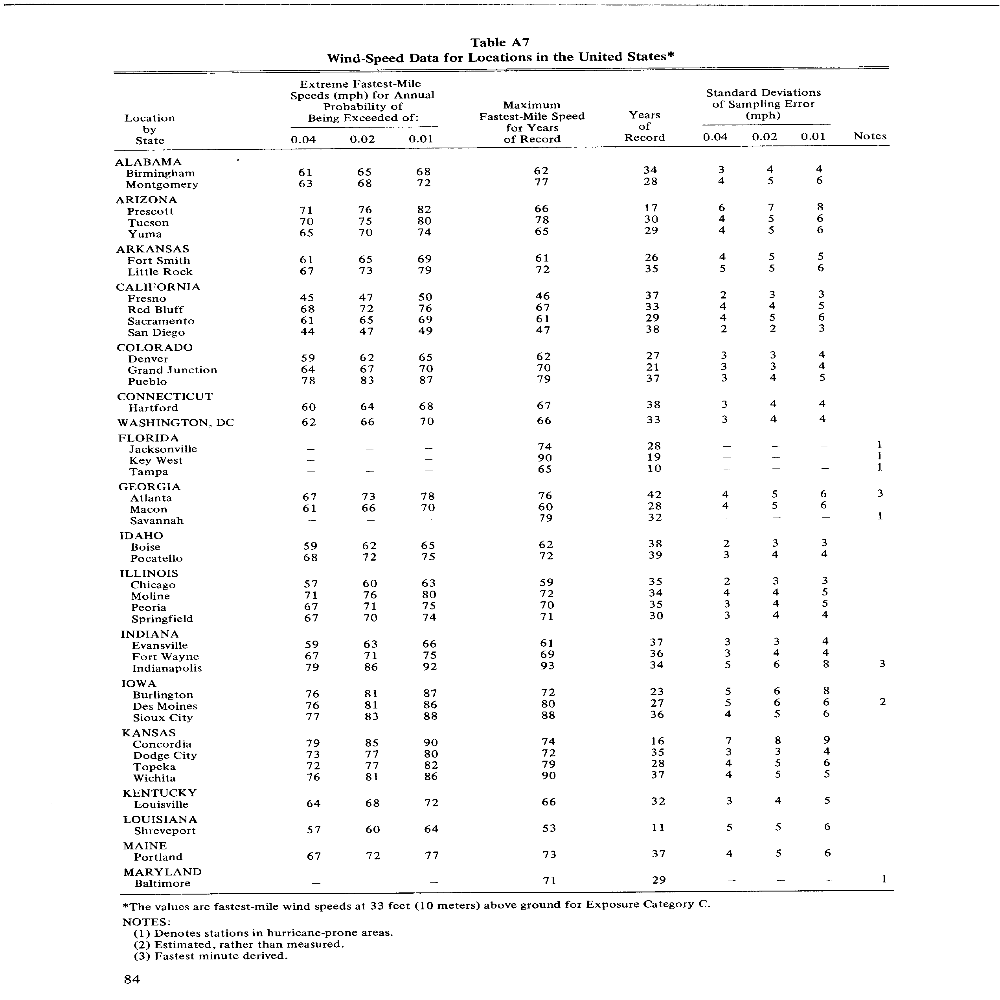 Table A7
Wind-Speed Data for Locations in the United States*
Extreme Fastest-Mile
Speeds (mph) for Annual
Probability of
Being Exceeded of:
Standard Deviations
of Sampling Error
(mph)
Location
by
State
Maximum
Fastest-Mile Speed
for Years
of Record
Years
of
Record
0.04 0.02 0.01 0.04 0.02 0.01 Notes
ALABAMA
Birmingham 61 65 68 62 34 3 4 4
Montgomery 63 68 72 77 28 4 5 6
ARIZONA
Prescott 71 76 82 66 17 6 7 8
Tucson 70 75 80 78 30 4 5 6
Yuma 65 70 74 65 29 4 5 6
ARKANSAS
Fort Smith 61 65 69 61 26 4 5 5
Little Rock 67 73 79 72 35 5 5 6
CALIFORNIA
Fresno 45 47 50 46 37 2 3 3
Red Bluff 68 72 76 67 33 4 4 5
Sacramento 61 65 69 61 29 4 5 6
San Diego 44 47 49 47 38 2 2 3
COLORADO
Denver 59 62 65 62 27 3 3 4
Grand Junction 64 67 70 70 21 3 3 4
Pueblo 78 83 87 79 37 3 4 5
CONNECTICUT
Hartford 60 64 68 67 38 3 4 4
WASHINGTON, DC 62 66 70 66 33 3 4 4
FLORIDA
Jacksonville – – – 74 28 – – – 1
Key West – – – 90 19 – – – 1
Tampa – – – 65 10 – – – 1
GEORGIA
Atlanta 67 73 78 76 42 4 5 6 3
Macon 61 66 70 60 28 4 5 6
Savannah – – – 79 32 – – – 1
IDAHO
Boise 59 62 65 62 38 2 3 3
Pocatello 68 72 75 72 39 3 4 4
ILLINOIS
Chicago 57 60 63 59 35 2 3 3
Moline 71 76 80 72 34 4 4 5
Peoria 67 71 75 70 35 3 4 5
Springfield 67 70 74 71 30 3 4 4
INDIANA
Evansville 59 63 66 61 37 3 3 4
Fort Wayne 67 71 75 69 36 3 4 4
Indianapolis 79 86 92 93 34 5 6 8 3
IOWA
Burlington 76 81 87 72 23 5 6 8
Des Moines 76 81 86 80 27 5 6 6 2
Sioux City 77 83 88 88 36 4 5 6
KANSAS
Concordia 79 85 90 74 16 7 8 9
Dodge City 73 77 80 72 35 3 3 4
Topeka 72 77 82 79 28 4 5 6
Wichita 76 81 86 90 37 4 5 5
KENTUCKY
Louisville 64 68 72 66 32 3 4 5
LOUISIANA
Shreveport 57 60 64 53 11 5 5 6
MAINE
Portland 67 72 77 73 37 4 5 6
MARYLAND
Baltimore – – 71 29 – – - 1
*The values are fastest-mile wind speeds at 33 feet (10 meters) above ground for Exposure Category C.
NOTES:
(1) Denotes stations in hurricane-prone areas.
(2) Estimated, rather than measured.
(3) Fastest minute derived.
84